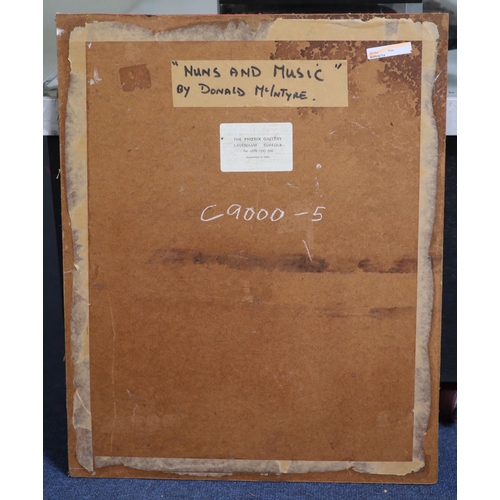 "NUNS AND MUSIC"
BY DONALD McINTYRE.
THE PHOENIX GALLERY
LAVENHAM SUFFOLK
C9000-5